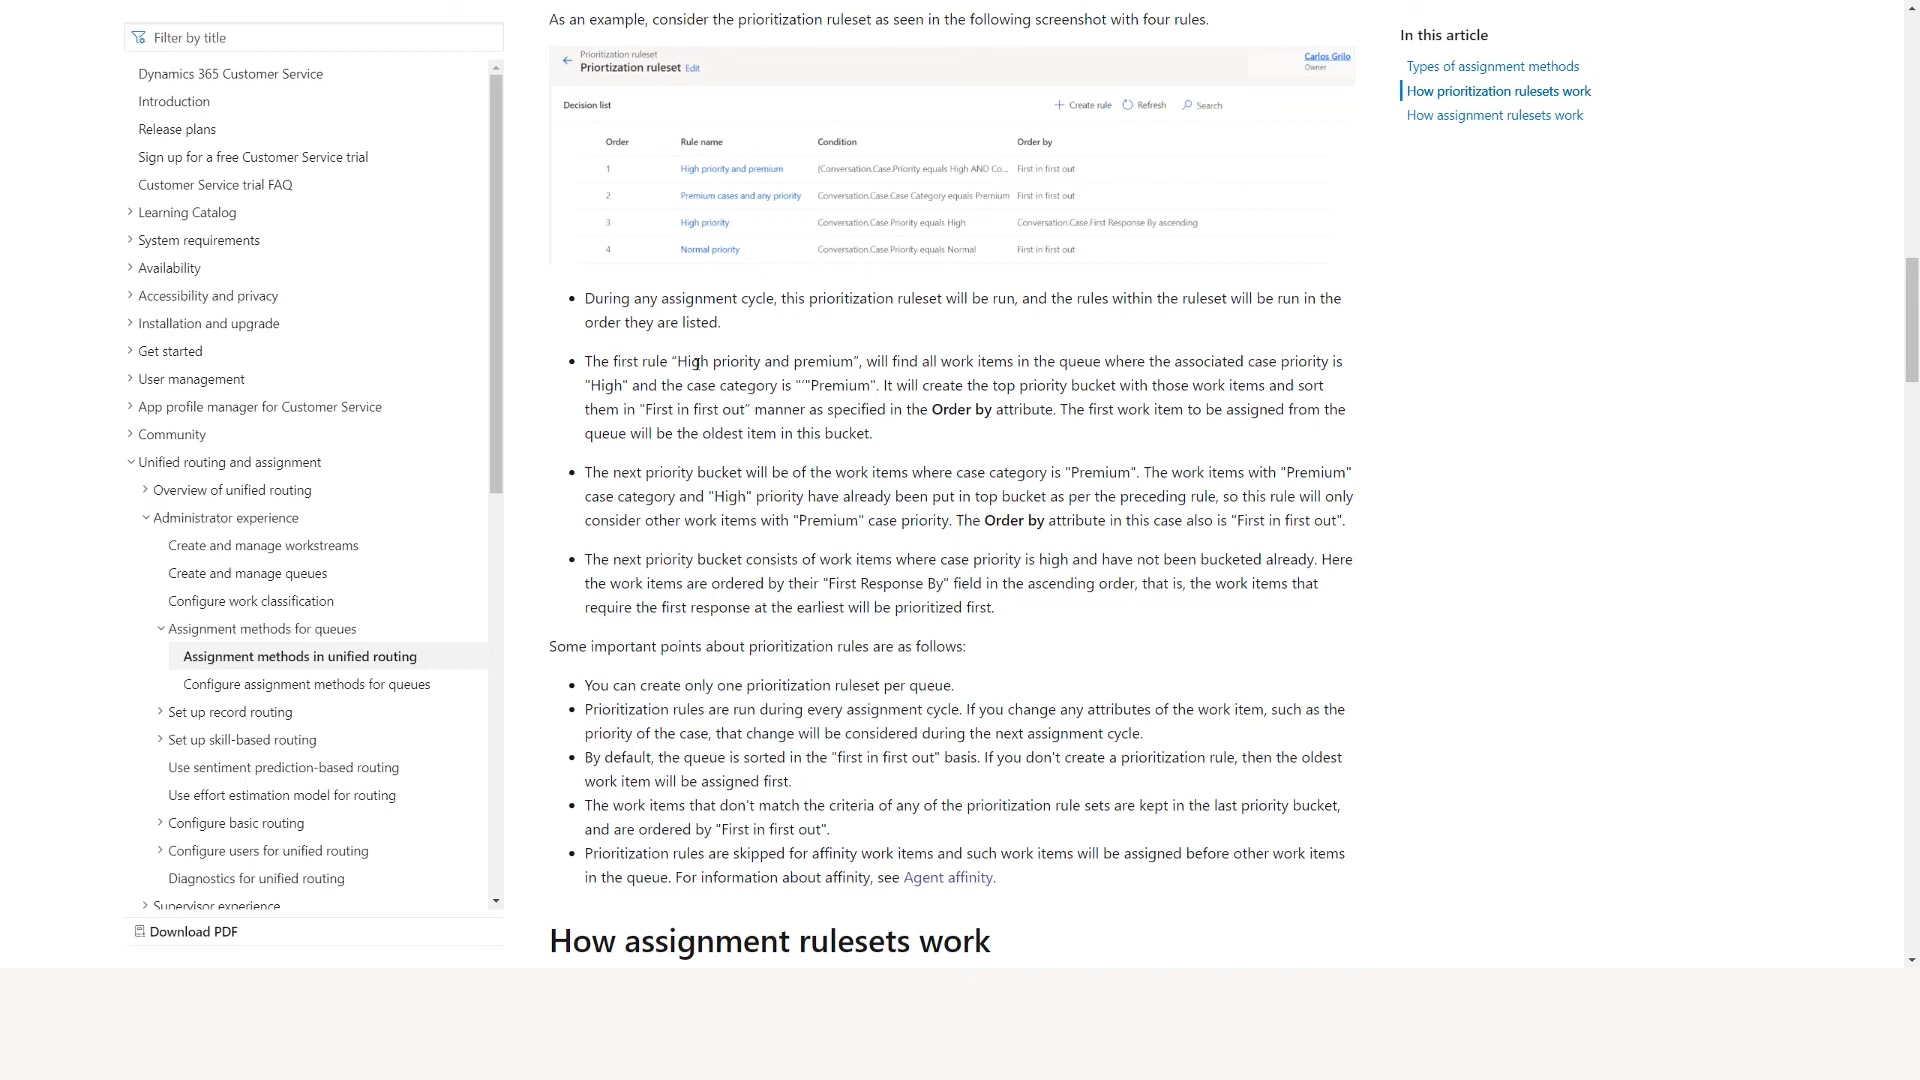 Filter by title
Dynamics 365 Customer Service
Introduction
Release plans
Sign up for a free Customer Service trial
Customer Service trial FAQ
Learning Catalog
System requirements
Availability
Accessibility and privacy
Installation and upgrade
Get started
User management
App profile manager for Customer Service
Community
Unified routing and assignment
Overview of unified routing
Administrator experience
Create and manage workstreams
Create and manage queues
Configure work classification
Assignment methods for queues
Assignment methods in unified routing
Configure assignment methods for queues
Set up record routing
Set up skill-based routing
Use sentiment prediction-based routing
Use effort estimation model for routing
Configure basic routing
Configure users for unified routing
Diagnostics for unified routing
Supervisor experience
Download PDF
As an example, consider the prioritization ruleset as seen in the following screenshot with four rules.
Prioritization ruleset
Priortization ruleset Edit
Carlos Grilo
Owner
Decision list
Create rule Refresh Search
Order Rule name Condition Order by
1 High priority and premium (Conversation.Case.Priority equals High AND Co... First in first out
2 Premium cases and any priority Conversation.Case.Case Category equals Premium First in first out
3 High priority Conversation.Case.Priority equals High Conversation.Case.First Response By ascending
4 Normal priority Conversation.Case.Priority equals Normal First in first out
• During any assignment cycle, this prioritization ruleset will be run, and the rules within the ruleset will be run in the
order they are listed.
• The first rule “High priority and premium”, will find all work items in the queue where the associated case priority is
"High" and the case category is "‘"Premium". It will create the top priority bucket with those work items and sort
them in "First in first out” manner as specified in the Order by attribute. The first work item to be assigned from the
queue will be the oldest item in this bucket.
• The next priority bucket will be of the work items where case category is "Premium". The work items with "Premium"
case category and "High" priority have already been put in top bucket as per the preceding rule, so this rule will only
consider other work items with "Premium" case priority. The Order by attribute in this case also is "First in first out".
• The next priority bucket consists of work items where case priority is high and have not been bucketed already. Here
the work items are ordered by their "First Response By" field in the ascending order, that is, the work items that
require the first response at the earliest will be prioritized first.
Some important points about prioritization rules are as follows:
• You can create only one prioritization ruleset per queue.
• Prioritization rules are run during every assignment cycle. If you change any attributes of the work item, such as the
priority of the case, that change will be considered during the next assignment cycle.
• By default, the queue is sorted in the "first in first out" basis. If you don't create a prioritization rule, then the oldest
work item will be assigned first.
• The work items that don't match the criteria of any of the prioritization rule sets are kept in the last priority bucket,
and are ordered by "First in first out".
• Prioritization rules are skipped for affinity work items and such work items will be assigned before other work items
in the queue. For information about affinity, see Agent affinity.
How assignment rulesets work
In this article
Types of assignment methods
How prioritization rulesets work
How assignment rulesets work